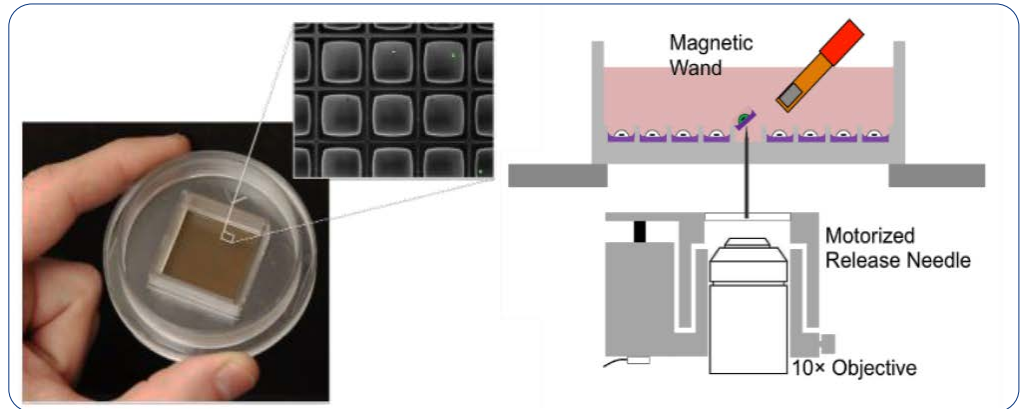 Magnetic
Wand
Motorized
Release Needle
10× Objective